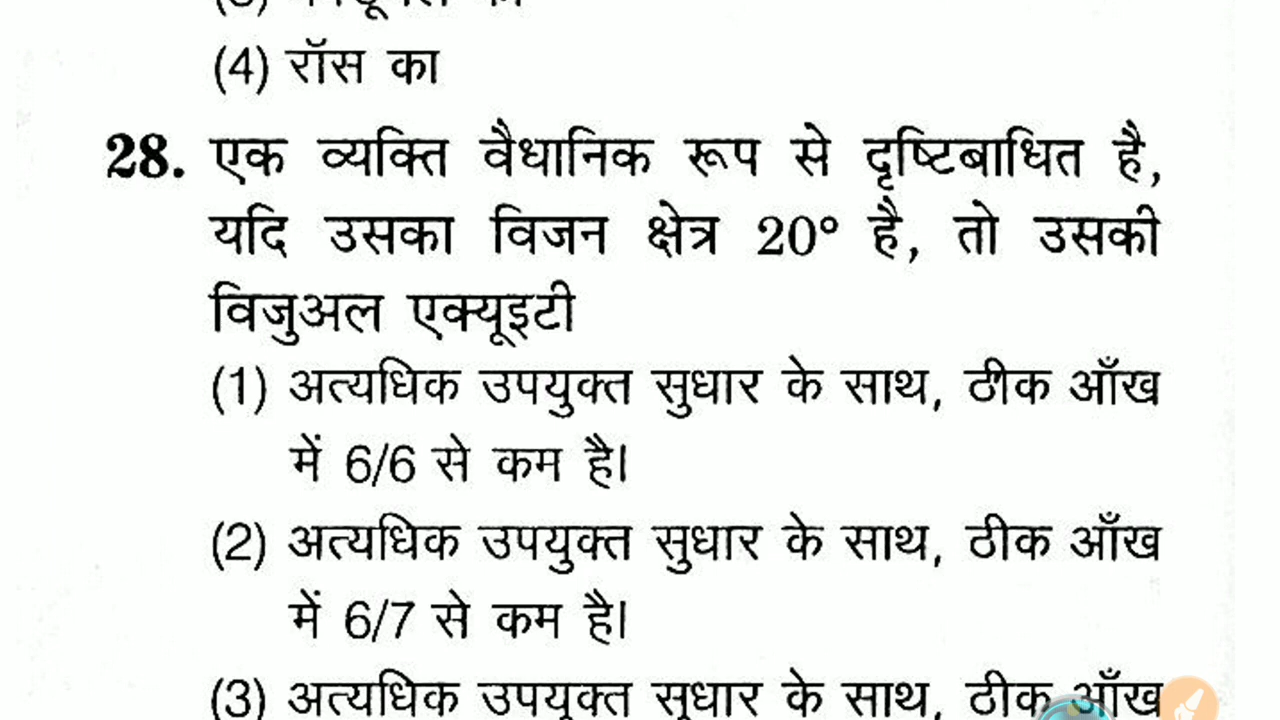 (4) रॉस का
28. एक व्यक्ति वैधानिक रूप से दृष्टिबाधित है,
यदि उसका विजन क्षेत्र 20° है, तो उसकी
विजुअल एक्यूइटी
(1) अत्यधिक उपयुक्त सुधार के साथ, ठीक आँख
में 6/6 से कम है।
(2) अत्यधिक उपयुक्त सुधार के साथ, ठीक आँख
में 6/7 से कम है।
(3) अत्यधिक उपयुक्त सुधार के साथ, ठीक आँख